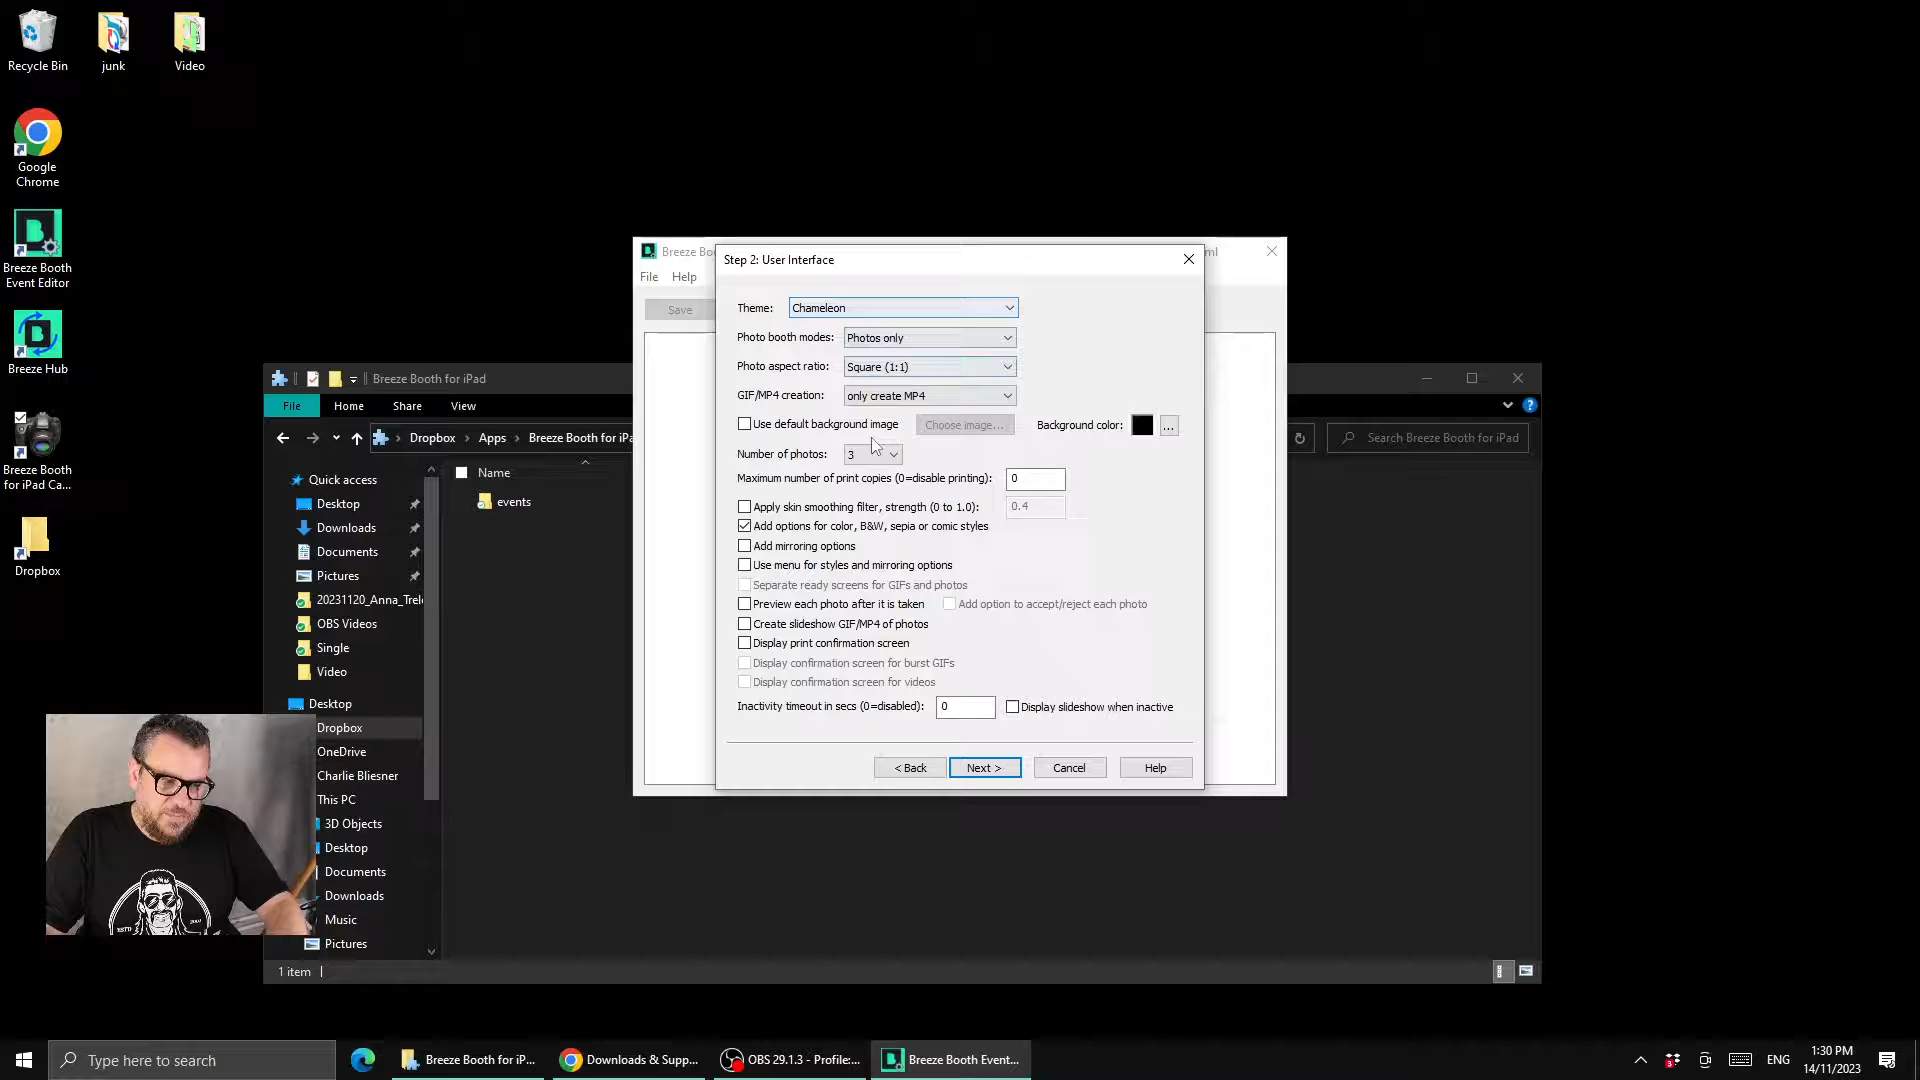 Recycle Bin
junk
Video
Google
Chrome
Breeze Booth
Event Editor
Breeze Hub
Breeze Booth
for iPad Ca...
Dropbox
Breeze Booth for iPad
File
Home
Share
View
Dropbox
Apps
Breeze Booth for iPa
Search Breeze Booth for iPad
Quick access
Desktop
Downloads
Documents
Pictures
20231120_Anna_Trel
OBS Videos
Single
Video
Desktop
Dropbox
OneDrive
Charlie Bliesner
This PC
3D Objects
Desktop
Documents
Downloads
Music
Pictures
Name
events
1 item
Breeze Bo
ml
File
Help
Save
Step 2: User Interface
Theme: Chameleon
Photo booth modes: Photos only
Photo aspect ratio: Square (1:1)
GIF/MP4 creation: only create MP4
Use default background image Choose image... Background color: ...
Number of photos: 3
Maximum number of print copies (0=disable printing): 0
Apply skin smoothing filter, strength (0 to 1.0): 0.4
Add options for color, B&W, sepia or comic styles
Add mirroring options
Use menu for styles and mirroring options
Separate ready screens for GIFs and photos
Preview each photo after it is taken Add option to accept/reject each photo
Create slideshow GIF/MP4 of photos
Display print confirmation screen
Display confirmation screen for burst GIFs
Display confirmation screen for videos
Inactivity timeout in secs (0=disabled): 0 Display slideshow when inactive
< Back Next > Cancel Help
Type here to search
Breeze Booth for iP...
Downloads & Supp...
OBS 29.1.3 - Profile:...
Breeze Booth Event...
ENG
1:30 PM
14/11/2023